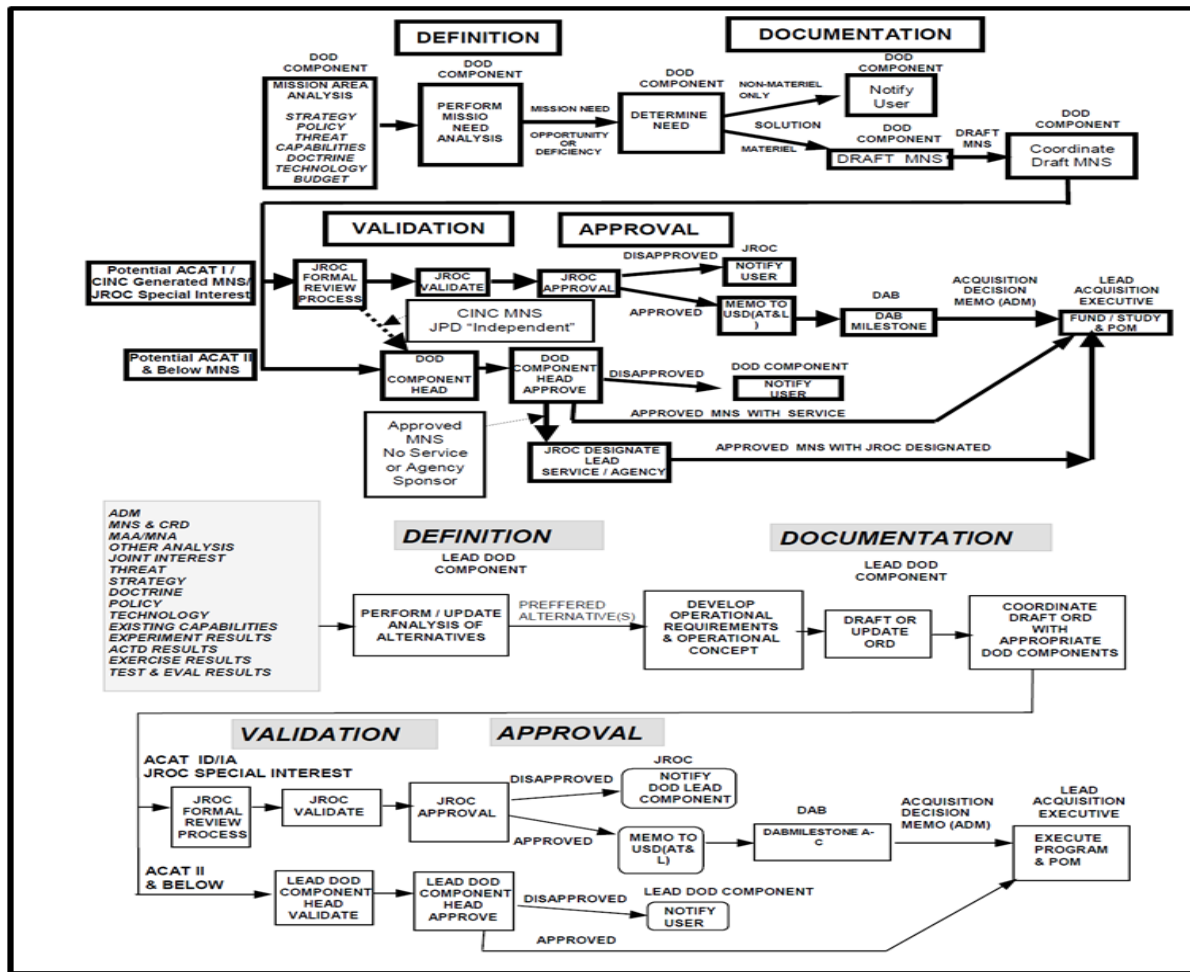 DEFINITION
DOCUMENTATION
DOD
COMPONENT
MISSION AREA
ANALYSIS
STRATEGY
POLICY
THREAT
CAPABILITIES
DOCTRINE
TECHNOLOGY
BUDGET
DOD
COMPONENT
PERFORM
MISSIO
NEED
ANALYSIS
MISSION NEED
OPPORTUNITY
OR
DEFICIENCY
DOD
COMPONENT
DETERMINE
NEED
NON-MATERIEL
ONLY
SOLUTION
MATERIEL
DOD
COMPONENT
Notify
User
DOD
COMPONENT
DRAFT MNS
DRAFT
MNS
DOD
COMPONENT
Coordinate
Draft MNS
VALIDATION
APPROVAL
Potential ACAT I /
CINC Generated MNS/
JROC Special Interest
JROC
FORMAL
REVIEW
PROCESS
JROC
VALIDATE
JROC
APPROVAL
DISAPPROVED
JROC
NOTIFY
USER
APPROVED
MEMO TO
USD(AT&L
)
DAB
DAB
MILESTONE
ACQUISITION
DECISION
MEMO (ADM)
LEAD
ACQUISITION
EXECUTIVE
FUND / STUDY
& POM
CINC MNS
JPD “Independent”
Potential ACAT II
& Below MNS
DOD
COMPONENT
HEAD
DOD
COMPONENT
HEAD
APPROVE
DISAPPROVED
DOD COMPONENT
NOTIFY
USER
APPROVED MNS WITH SERVICE
Approved
MNS
No Service
or Agency
Sponsor
JROC DESIGNATE
LEAD
SERVICE / AGENCY
APPROVED MNS WITH JROC DESIGNATED
ADM
MNS & CRD
MAA/MNA
OTHER ANALYSIS
JOINT INTEREST
THREAT
STRATEGY
DOCTRINE
POLICY
TECHNOLOGY
EXISTING CAPABILITIES
EXPERIMENT RESULTS
ACTD RESULTS
EXERCISE RESULTS
TEST & EVAL RESULTS
DEFINITION
DOCUMENTATION
LEAD DOD
COMPONENT
PERFORM / UPDATE
ANALYSIS OF
ALTERNATIVES
PREFFERED
ALTERNATIVE(S)
DEVELOP
OPERATIONAL
REQUIREMENTS
& OPERATIONAL
CONCEPT
LEAD DOD
COMPONENT
DRAFT OR
UPDATE
ORD
COORDINATE
DRAFT ORD
WITH
APPROPRIATE
DOD COMPONENTS
VALIDATION
APPROVAL
ACAT ID/IA
JROC SPECIAL INTEREST
JROC
FORMAL
REVIEW
PROCESS
JROC
VALIDATE
JROC
APPROVAL
DISAPPROVED
JROC
NOTIFY
DOD LEAD
COMPONENT
APPROVED
MEMO TO
USD(AT&
L)
DAB
DABMILESTONE A-
C
ACQUISITION
DECISION
MEMO (ADM)
LEAD
ACQUISITION
EXECUTIVE
EXECUTE
PROGRAM
& POM
ACAT II
& BELOW
LEAD DOD
COMPONENT
HEAD
VALIDATE
LEAD DOD
COMPONENT
HEAD
APPROVE
DISAPPROVED
LEAD DOD COMPONENT
NOTIFY
USER
APPROVED